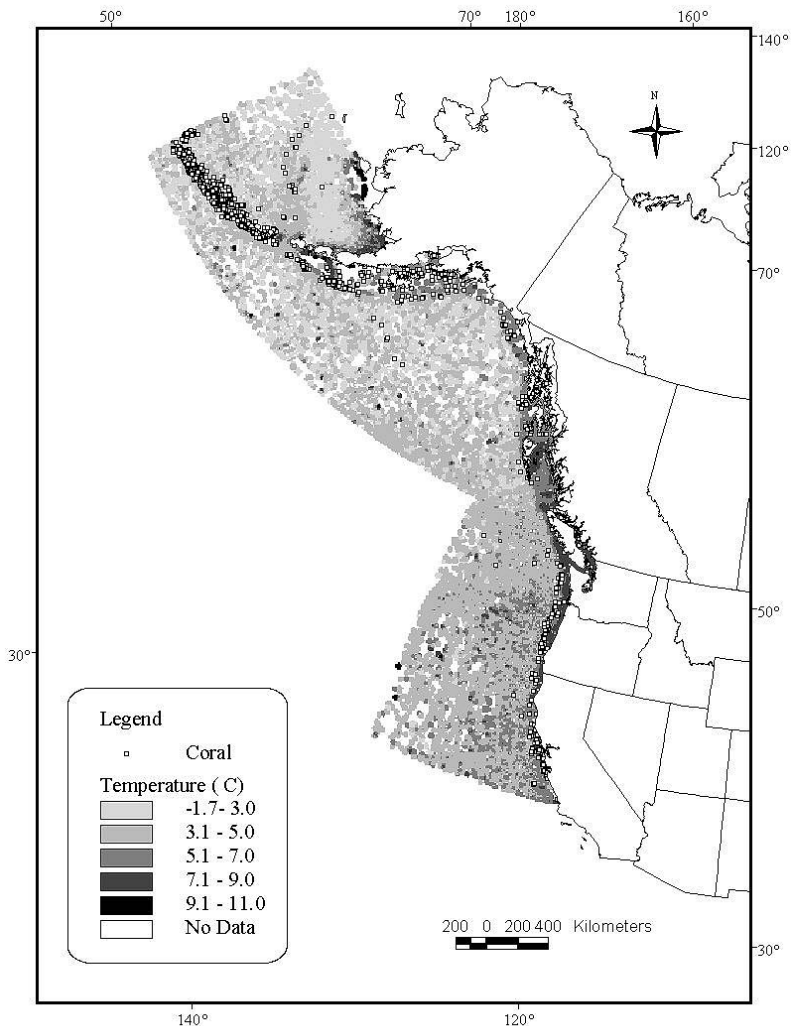 50°
70°
180°
160°
140°
N
120°
70°
50°
30°
Legend
Coral
Temperature ( C)
-1.7- 3.0
3.1 - 5.0
5.1 - 7.0
7.1 - 9.0
9.1 - 11.0
No Data
200 0 200 400 Kilometers
30°
140°
120°